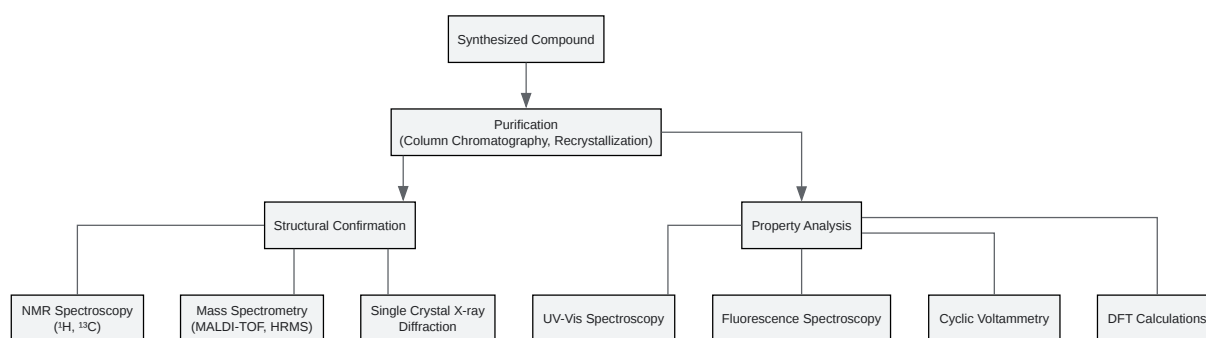 Synthesized Compound
Purification
(Column Chromatography, Recrystallization)
Structural Confirmation
Property Analysis
NMR Spectroscopy
(¹H, ¹³C)
Mass Spectrometry
(MALDI-TOF, HRMS)
Single Crystal X-ray
Diffraction
UV-Vis Spectroscopy
Fluorescence Spectroscopy
Cyclic Voltammetry
DFT Calculations